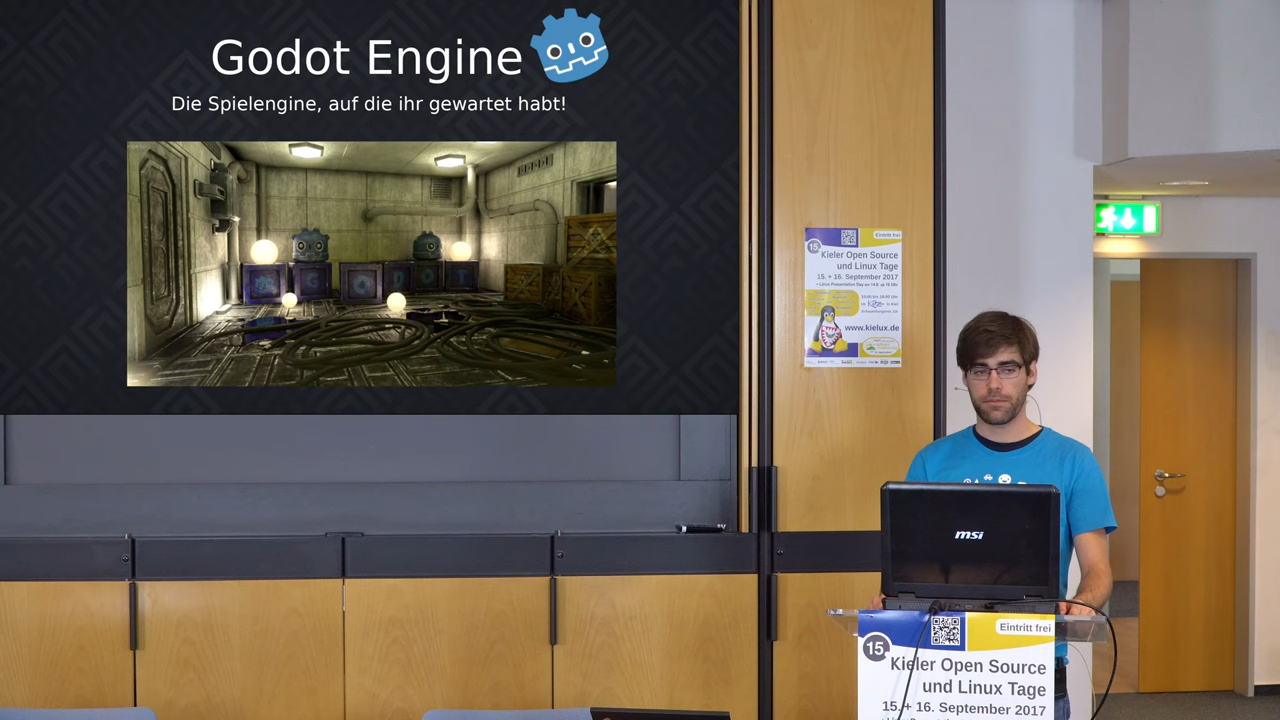 Godot Engine
Die Spielengine, auf die ihr gewartet habt!
G O D O T
Eintritt frei
15.
Kieler Open Source
und Linux Tage
15. + 16. September 2017
www.kielux.de
msi
Eintritt frei
15.
Kieler Open Source
und Linux Tage
15. + 16. September 2017